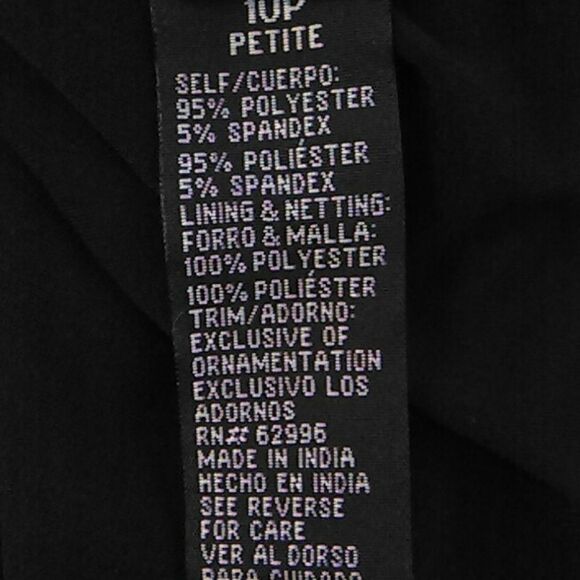 10P
PETITE
SELF/CUERPO:
95% POLYESTER
5% SPANDEX
95% POLIÉSTER
5% SPANDEX
LINING & NETTING:
FORRO & MALLA:
100% POLYESTER
100% POLIÉSTER
TRIM/ADORNO:
EXCLUSIVE OF
ORNAMENTATION
EXCLUSIVO LOS
ADORNOS
RN# 62996
MADE IN INDIA
HECHO EN INDIA
SEE REVERSE
FOR CARE
VER AL DORSO
PARA CUIDADO